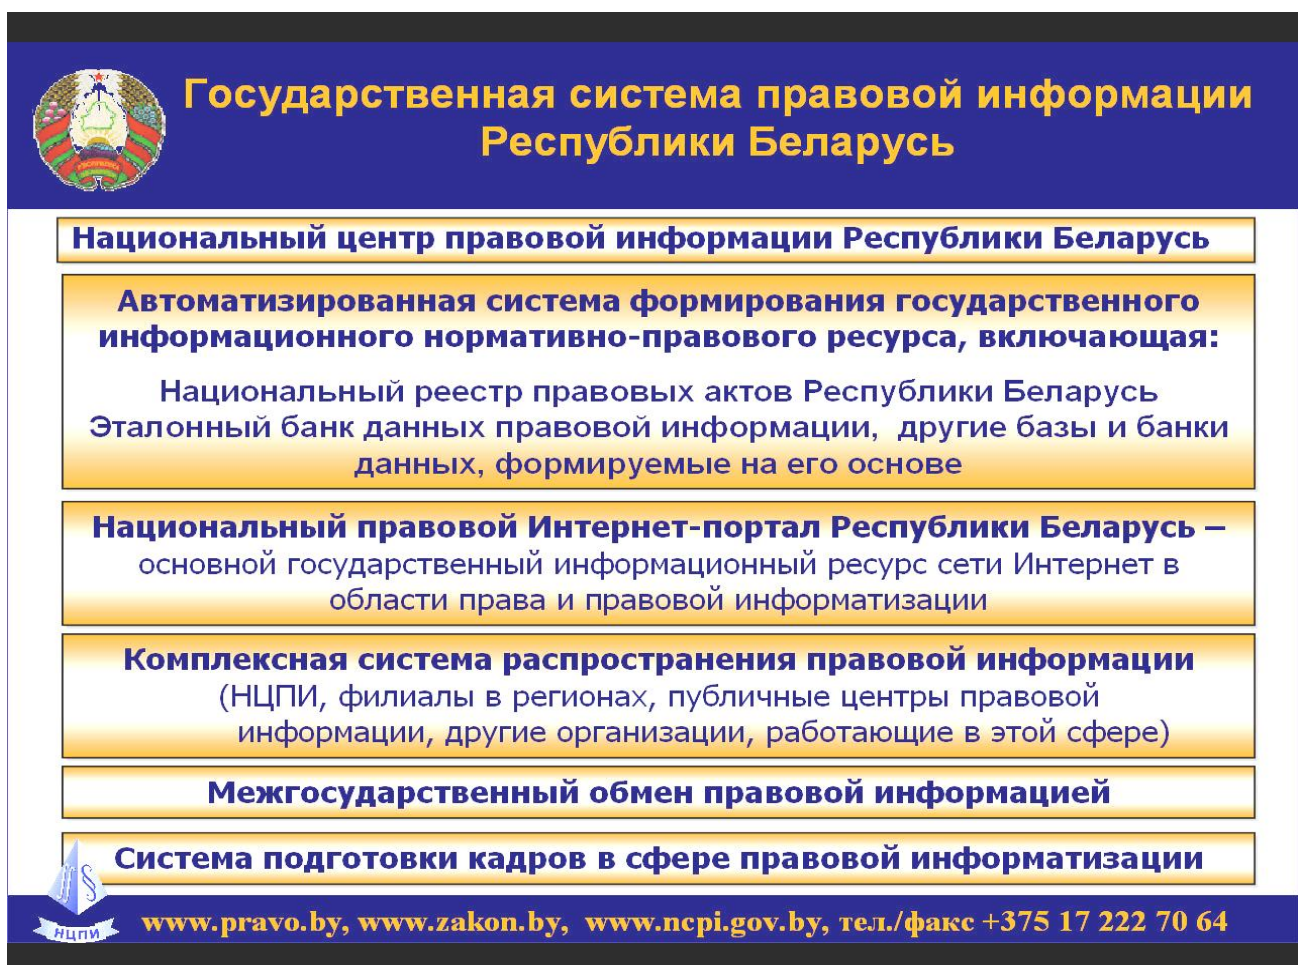 Государственная система правовой информации
Республики Беларусь
Национальный центр правовой информации Республики Беларусь
Автоматизированная система формирования государственного
информационного нормативно-правового ресурса, включающая:
Национальный реестр правовых актов Республики Беларусь
Эталонный банк данных правовой информации, другие базы и банки
данных, формируемые на его основе
Национальный правовой Интернет-портал Республики Беларусь –
основной государственный информационный ресурс сети Интернет в
области права и правовой информатизации
Комплексная система распространения правовой информации
(НЦПИ, филиалы в регионах, публичные центры правовой
информации, другие организации, работающие в этой сфере)
Межгосударственный обмен правовой информацией
Система подготовки кадров в сфере правовой информатизации
НЦПИ
www.pravo.by, www.zakon.by, www.ncpi.gov.by, тел./факс +375 17 222 70 64